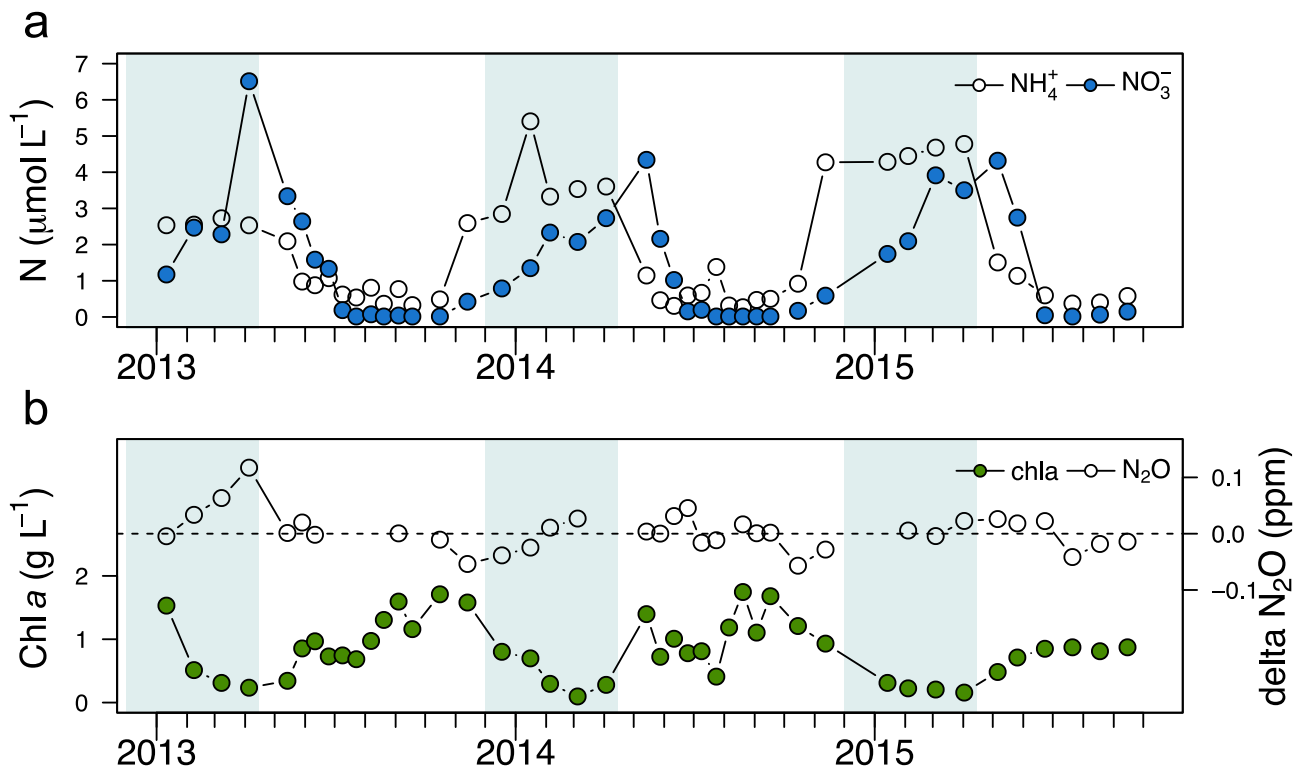 a
N (μmol L⁻¹)
7
6
5
4
3
2
1
0
NH₄⁺ NO₃⁻
2013 2014 2015
b
Chl a (g L⁻¹)
2
1
0
chla N₂O
0.1
0.0
−0.1
delta N₂O (ppm)
2013 2014 2015